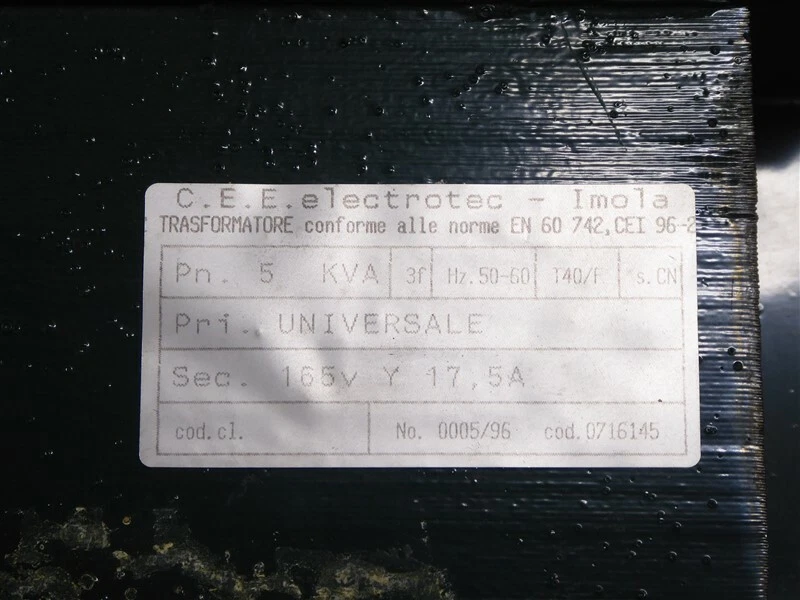 C.E.E.electrotec - Imola
TRASFORMATORE conforme alle norme EN 60 742,CEI 96-2
Pn. 5 KVA 3f Hz.50-60 T40/F s.CN
Pri. UNIVERSALE
Sec. 165v Y 17,5A
cod.cl. No. 0005/96 cod.0716145